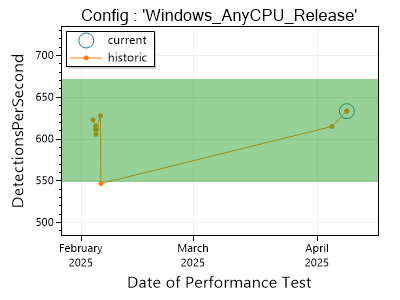 Config : 'Windows_AnyCPU_Release'
current
historic
DetectionsPerSecond
700
650
600
550
500
February
2025
March
2025
April
2025
Date of Performance Test